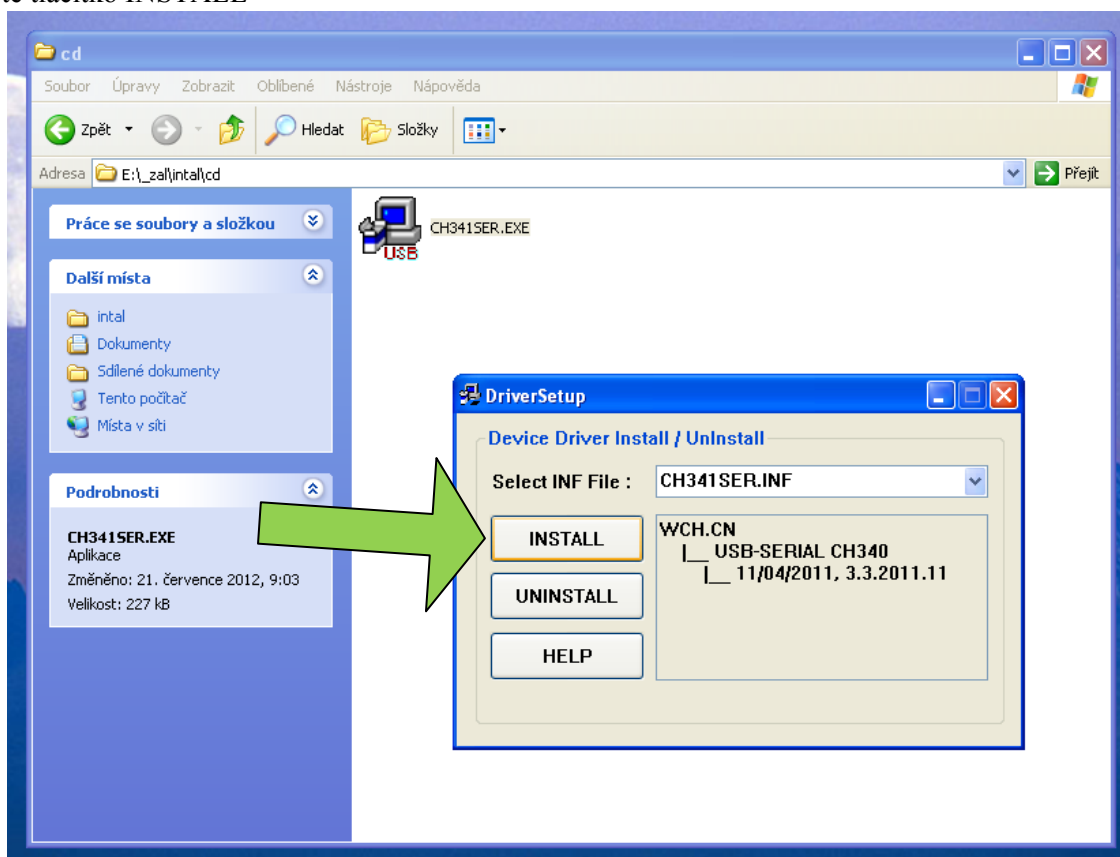 te tlačítko INSTALL
cd
Soubor Úpravy Zobrazit Oblíbené Nástroje Nápověda
Zpět Hledat Složky
Adresa E:\_zal\intal\cd Přejít
Práce se soubory a složkou
CH341SER.EXE
USB
Další místa
intal
Dokumenty
Sdílené dokumenty
Tento počítač
Místa v síti
Podrobnosti
CH341SER.EXE
Aplikace
Změněno: 21. července 2012, 9:03
Velikost: 227 kB
DriverSetup
Device Driver Install / UnInstall
Select INF File : CH341SER.INF
INSTALL
UNINSTALL
HELP
WCH.CN
|__ USB-SERIAL CH340
|__ 11/04/2011, 3.3.2011.11